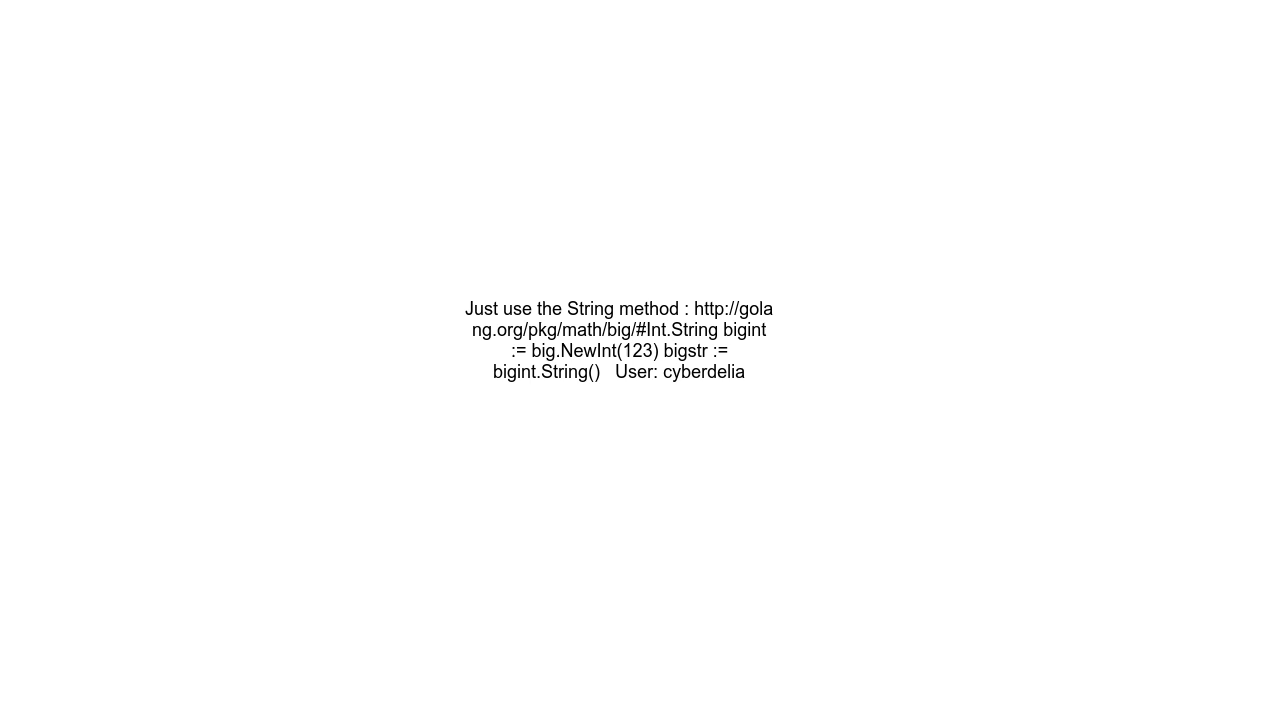 Just use the String method : http://gola
ng.org/pkg/math/big/#Int.String bigint
:= big.NewInt(123) bigstr :=
bigint.String()   User: cyberdelia